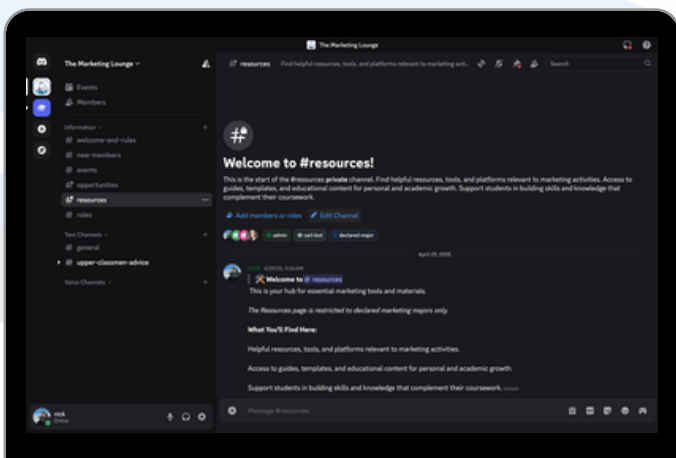 The Marketing Lounge
The Marketing Lounge
Events
Members
Information
welcome-and-rules
new-members
events
opportunities
resources
roles
Text Channels
general
upper-classmen-advice
Voice Channels
nick
Online
resources Find helpful resources, tools, and platforms relevant to marketing acti... Search
Welcome to #resources!
This is the start of the #resources private channel. Find helpful resources, tools, and platforms relevant to marketing activities. Access to
guides, templates, and educational content for personal and academic growth. Support students in building skills and knowledge that
complement their coursework.
Add members or roles Edit Channel
admin carl-bot declared major
nick
Welcome to # resources
This is your hub for essential marketing tools and materials.
The Resources page is restricted to declared marketing majors only.
What You'll Find Here:
Helpful resources, tools, and platforms relevant to marketing activities.
Access to guides, templates, and educational content for personal and academic growth.
Support students in building skills and knowledge that complement their coursework. (edited)
Message #resources